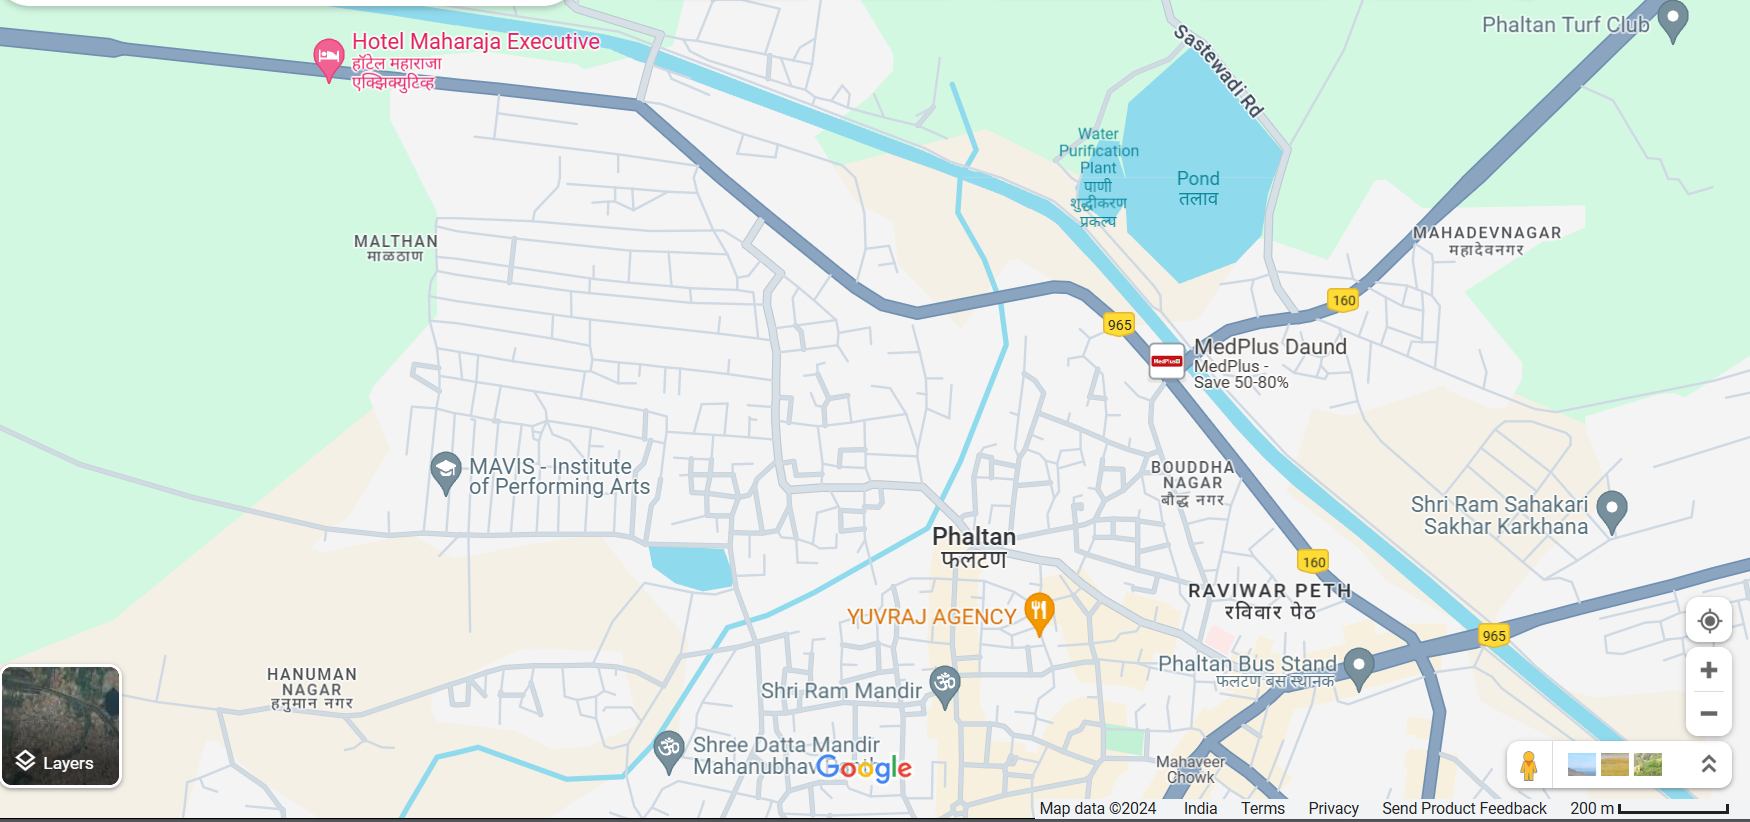 Hotel Maharaja Executive
हॉटेल महाराजा
एक्झिक्युटिव्ह
Sastewadi Rd
Phaltan Turf Club
Water
Purification
Plant
पाणी
शुद्धीकरण
प्रकल्प
Pond
तलाव
MALTHAN
माळठाण
MAHADEVNAGAR
महादेवनगर
160
965
MedPlus
MedPlus Daund
MedPlus -
Save 50-80%
MAVIS - Institute
of Performing Arts
BOUDDHA
NAGAR
बौद्ध नगर
Shri Ram Sahakari
Sakhar Karkhana
Phaltan
फलटण
160
RAVIWAR PETH
रविवार पेठ
YUVRAJ AGENCY
965
HANUMAN
NAGAR
हनुमान नगर
Phaltan Bus Stand
फलटण बस स्थानक
Shri Ram Mandir
Shree Datta Mandir
Mahanubhav
Google
Mahaveer
Chowk
Layers
Map data ©2024 India Terms Privacy Send Product Feedback 200 m